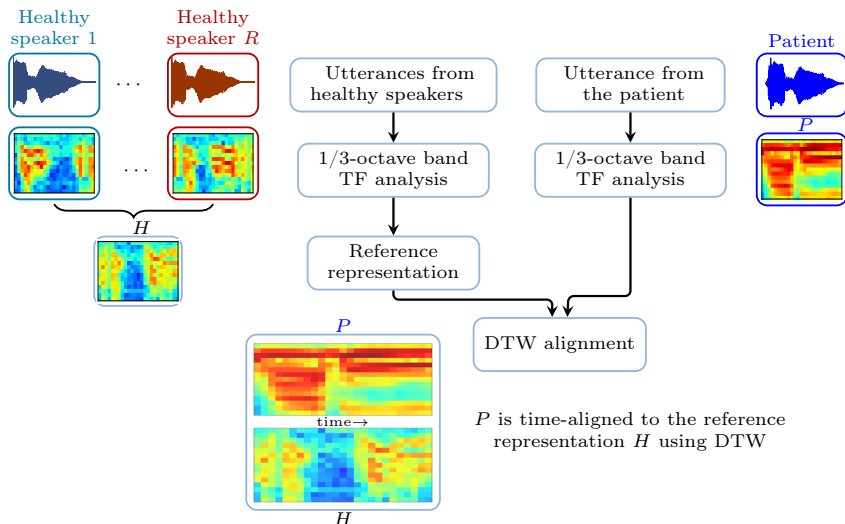 Healthy
speaker 1
Healthy
speaker R
Patient
. . .
Utterances from
healthy speakers
Utterance from
the patient
P
. . .
1/3-octave band
TF analysis
1/3-octave band
TF analysis
H
Reference
representation
P
DTW alignment
time→
P is time-aligned to the reference
representation H using DTW
H